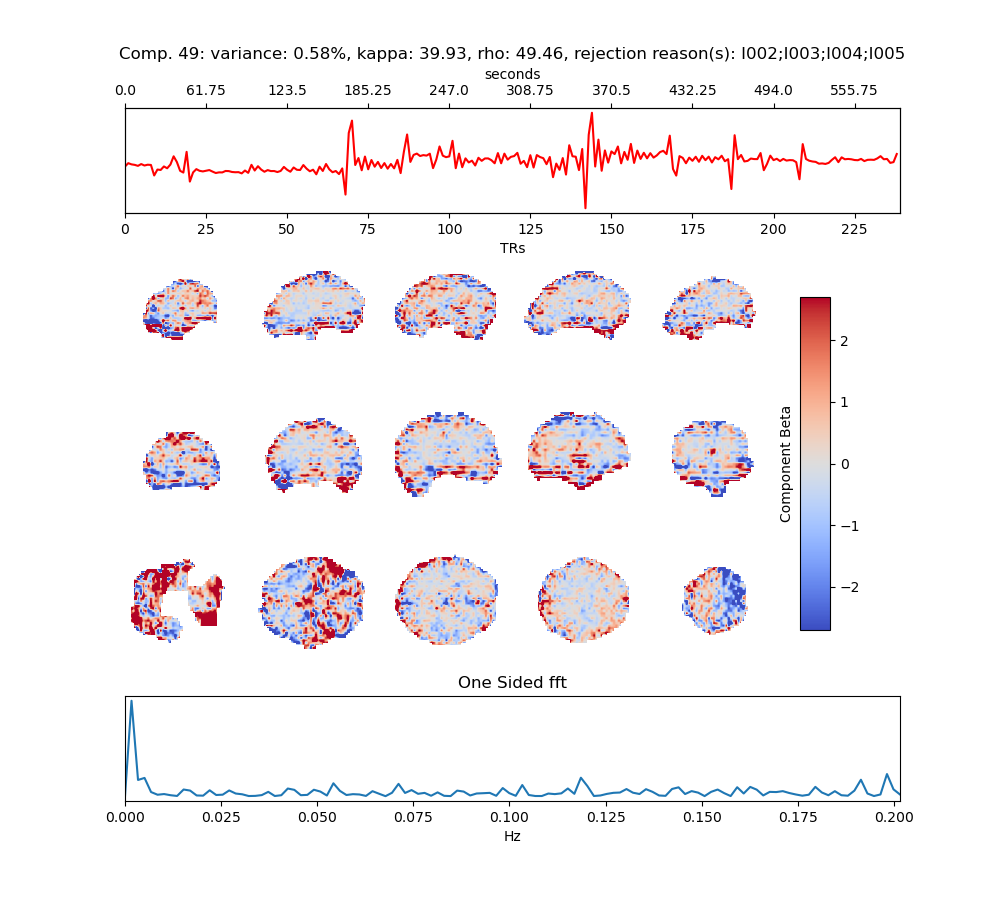 Comp. 49: variance: 0.58%, kappa: 39.93, rho: 49.46, rejection reason(s): I002;I003;I004;I005
seconds
0.0 61.75 123.5 185.25 247.0 308.75 370.5 432.25 494.0 555.75
0 25 50 75 100 125 150 175 200 225
TRs
2
1
0
−1
−2
Component Beta
One Sided fft
0.000 0.025 0.050 0.075 0.100 0.125 0.150 0.175 0.200
Hz